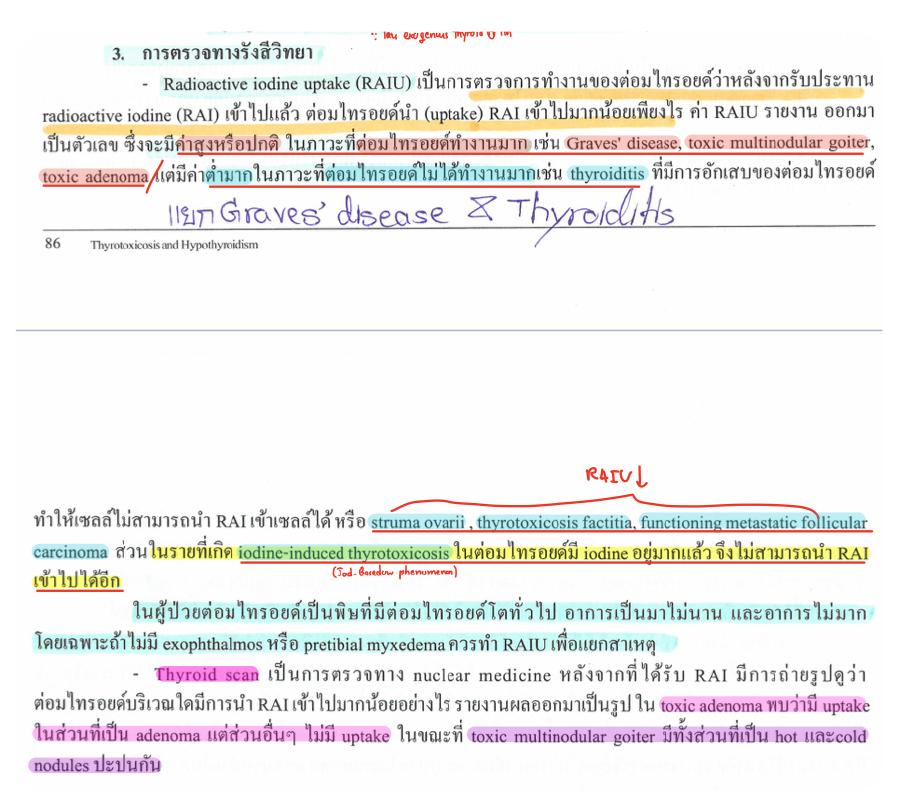 ∵ ได้ exogenous thyroid
3. การตรวจทางรังสีวิทยา
- Radioactive iodine uptake (RAIU) เป็นการตรวจการทำงานของต่อมไทรอยด์ว่าหลังจากรับประทาน
radioactive iodine (RAI) เข้าไปแล้ว ต่อมไทรอยด์นำ (uptake) RAI เข้าไปมากน้อยเพียงไร ค่า RAIU รายงาน ออกมา
เป็นตัวเลข ซึ่งจะมีค่าสูงหรือปกติ ในภาวะที่ต่อมไทรอยด์ทำงานมาก เช่น Graves' disease, toxic multinodular goiter,
toxic adenoma แต่มีค่าต่ำมากในภาวะที่ต่อมไทรอยด์ไม่ได้ทำงานมากเช่น thyroiditis ที่มีการอักเสบของต่อมไทรอยด์
แยก Graves' disease & Thyroiditis
86 Thyrotoxicosis and Hypothyroidism
RAIU↓
ทำให้เซลล์ไม่สามารถนำ RAI เข้าเซลล์ได้ หรือ struma ovarii , thyrotoxicosis factitia, functioning metastatic follicular
carcinoma ส่วนในรายที่เกิด iodine-induced thyrotoxicosis ในต่อมไทรอยด์มี iodine อยู่มากแล้ว จึงไม่สามารถนำ RAI
(Jod-Basedow phenomenon)
เข้าไปได้อีก
ในผู้ป่วยต่อมไทรอยด์เป็นพิษที่มีต่อมไทรอยด์โตทั่วไป อาการเป็นมาไม่นาน และอาการไม่มาก
โดยเฉพาะถ้าไม่มี exophthalmos หรือ pretibial myxedema ควรทำ RAIU เพื่อแยกสาเหตุ
- Thyroid scan เป็นการตรวจทาง nuclear medicine หลังจากที่ได้รับ RAI มีการถ่ายรูปดูว่า
ต่อมไทรอยด์บริเวณใดมีการนำ RAI เข้าไปมากน้อยอย่างไร รายงานผลออกมาเป็นรูป ใน toxic adenoma พบว่ามี uptake
ในส่วนที่เป็น adenoma แต่ส่วนอื่นๆ ไม่มี uptake ในขณะที่ toxic multinodular goiter มีทั้งส่วนที่เป็น hot และcold
nodules ปะปนกัน